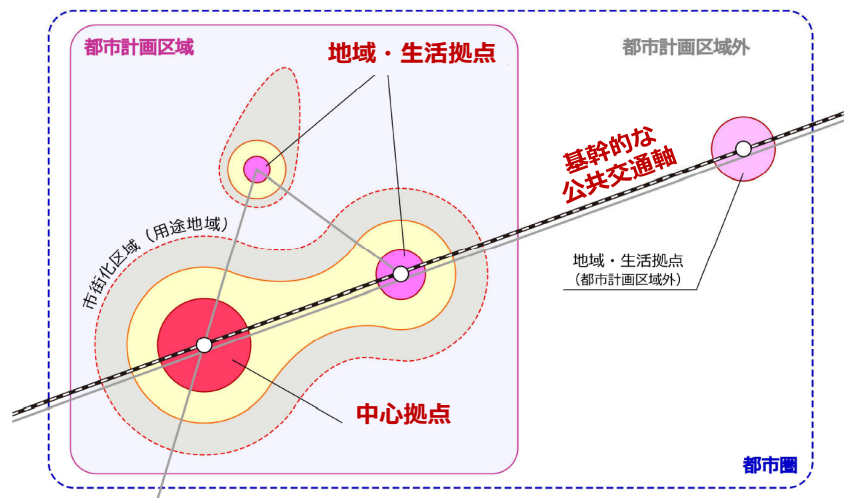 都市計画区域
地域・生活拠点
都市計画区域外
基幹的な
公共交通軸
市街化区域（用途地域）
地域・生活拠点
（都市計画区域外）
中心拠点
都市圏